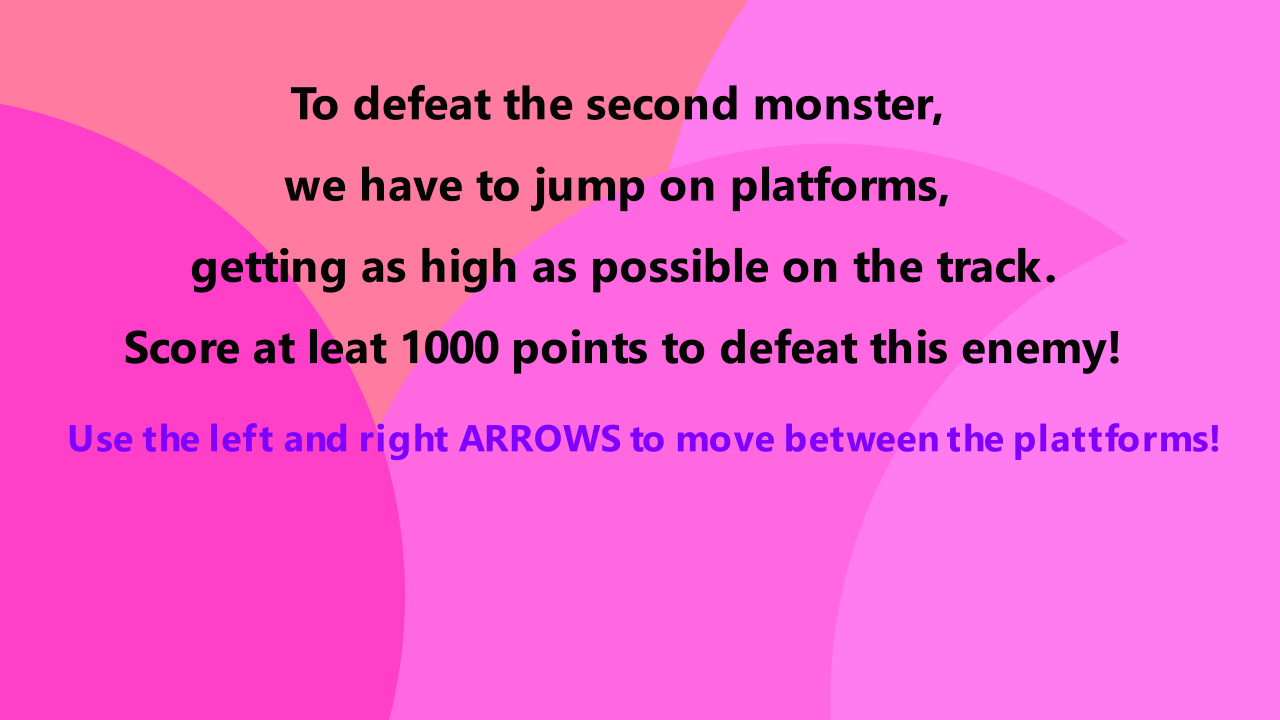 To defeat the second monster,
we have to jump on platforms,
getting as high as possible on the track.
Score at leat 1000 points to defeat this enemy!
Use the left and right ARROWS to move between the plattforms!